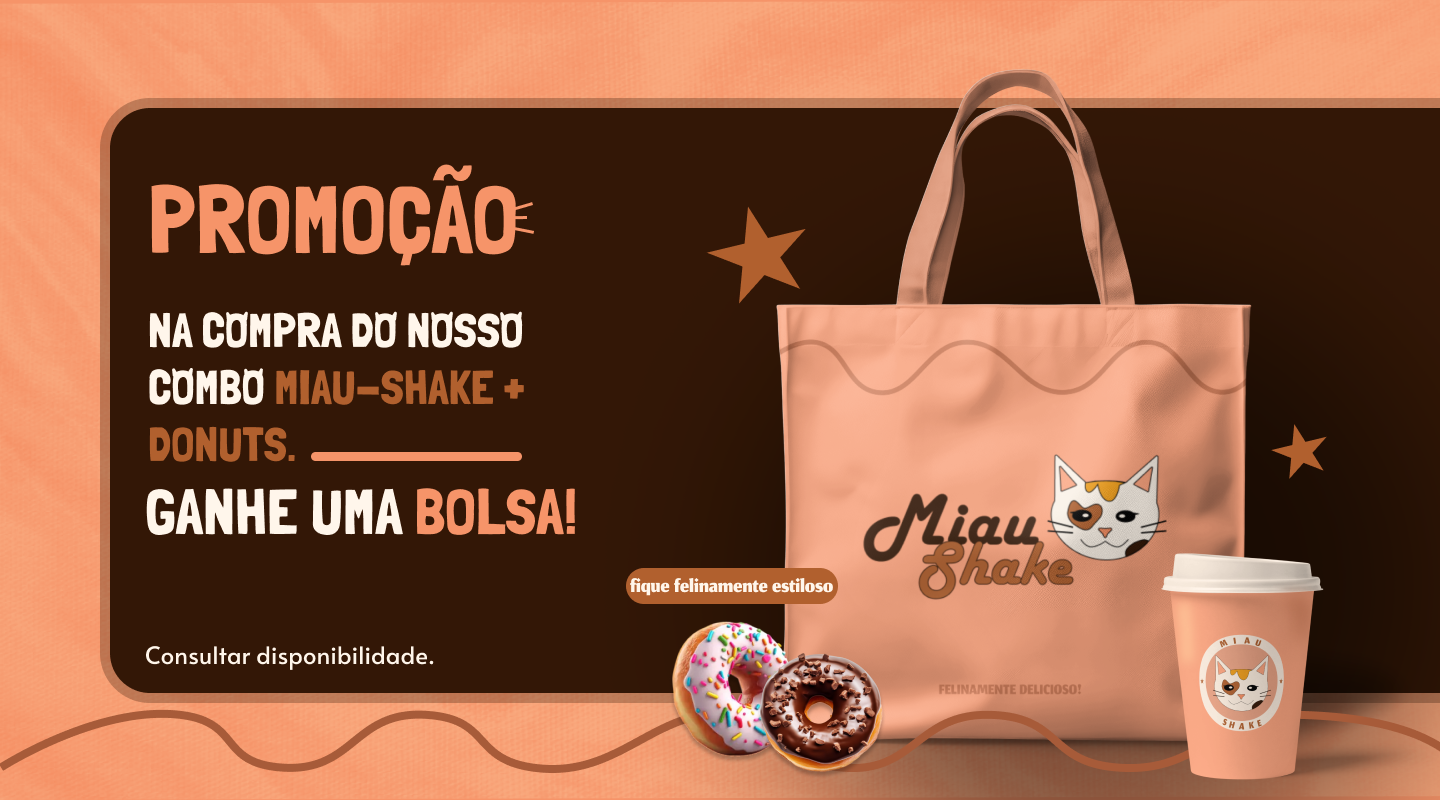 PROMOÇÃO
NA COMPRA DO NOSSO
COMBO MIAU-SHAKE +
DONUTS.
GANHE UMA BOLSA!
fique felinamente estiloso
Consultar disponibilidade.
Miau
Shake
FELINAMENTE DELICIOSO!
MIAU
SHAKE